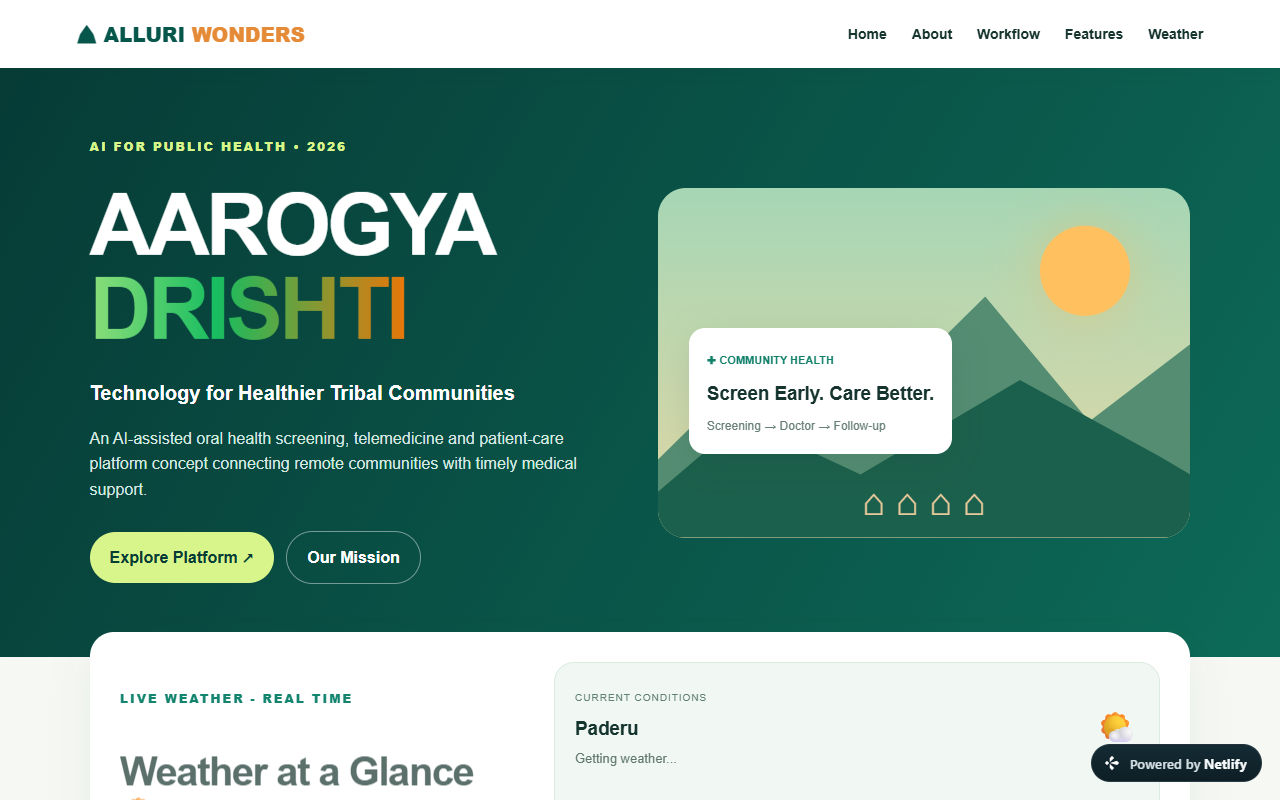 ALLURI WONDERS
Home About Workflow Features Weather
AI FOR PUBLIC HEALTH • 2026
AAROGYA
DRISHTI
Technology for Healthier Tribal Communities
An AI-assisted oral health screening, telemedicine and patient-care
platform concept connecting remote communities with timely medical
support.
Explore Platform ↗
Our Mission
✚ COMMUNITY HEALTH
Screen Early. Care Better.
Screening → Doctor → Follow-up
LIVE WEATHER - REAL TIME
Weather at a Glance
CURRENT CONDITIONS
Paderu
Getting weather...
Powered by Netlify